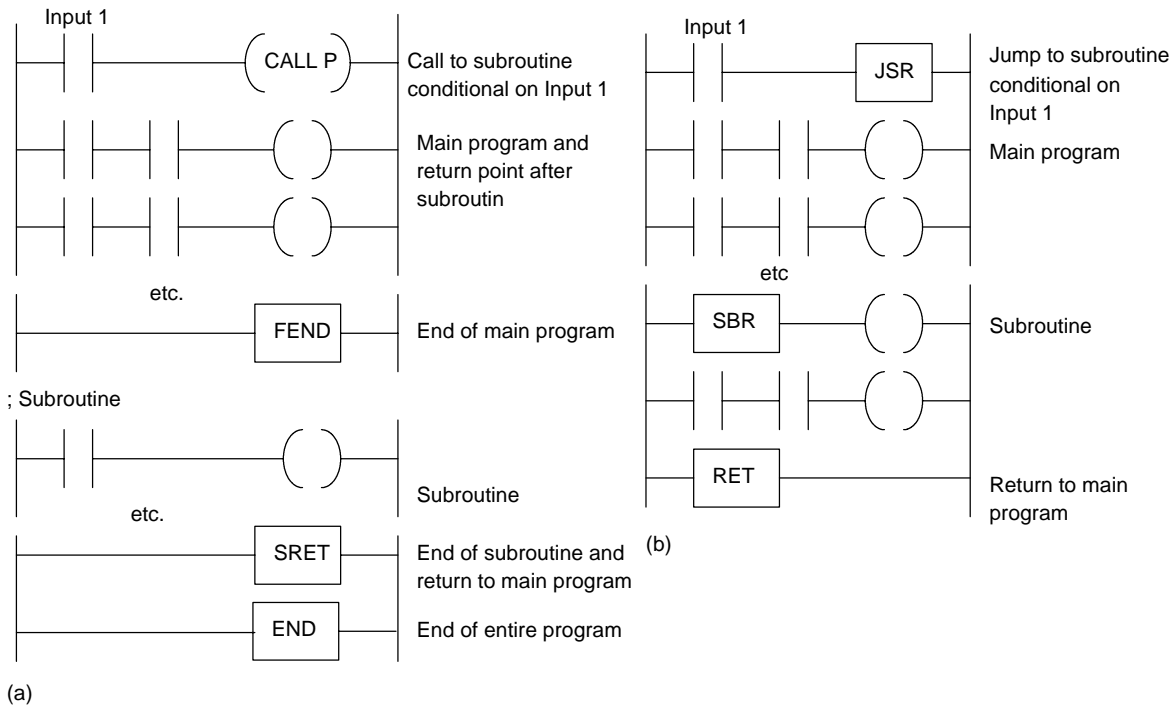 Input 1
CALL P
Call to subroutine
conditional on Input 1
Main program and
return point after
subroutin
etc.
FEND
End of main program
; Subroutine
Subroutine
etc.
SRET
End of subroutine and
return to main program
END
End of entire program
(a)
Input 1
JSR
Jump to subroutine
conditional on
Input 1
Main program
etc
SBR
Subroutine
RET
Return to main
program
(b)